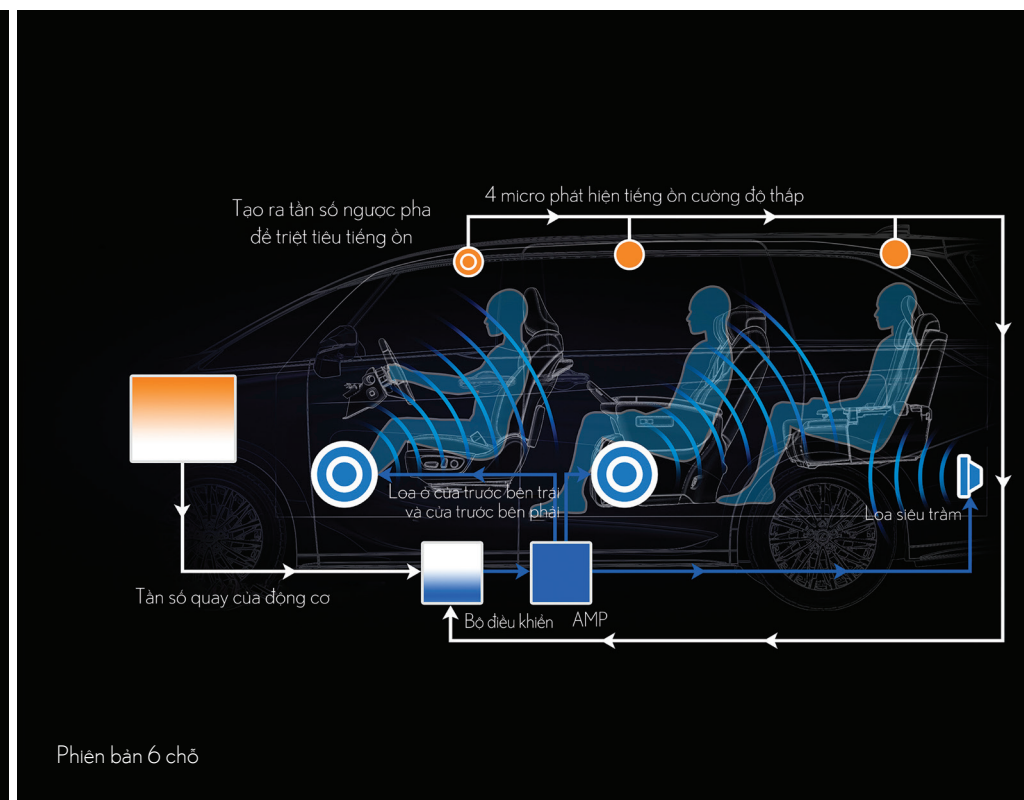 4 micro phát hiện tiếng ồn cường độ thấp
Tạo ra tần số ngược pha
để triệt tiêu tiếng ồn
Loa ở cửa trước bên trái
và cửa trước bên phải
Loa siêu trầm
Tần số quay của động cơ
Bộ điều khiển
AMP
Phiên bản 6 chỗ